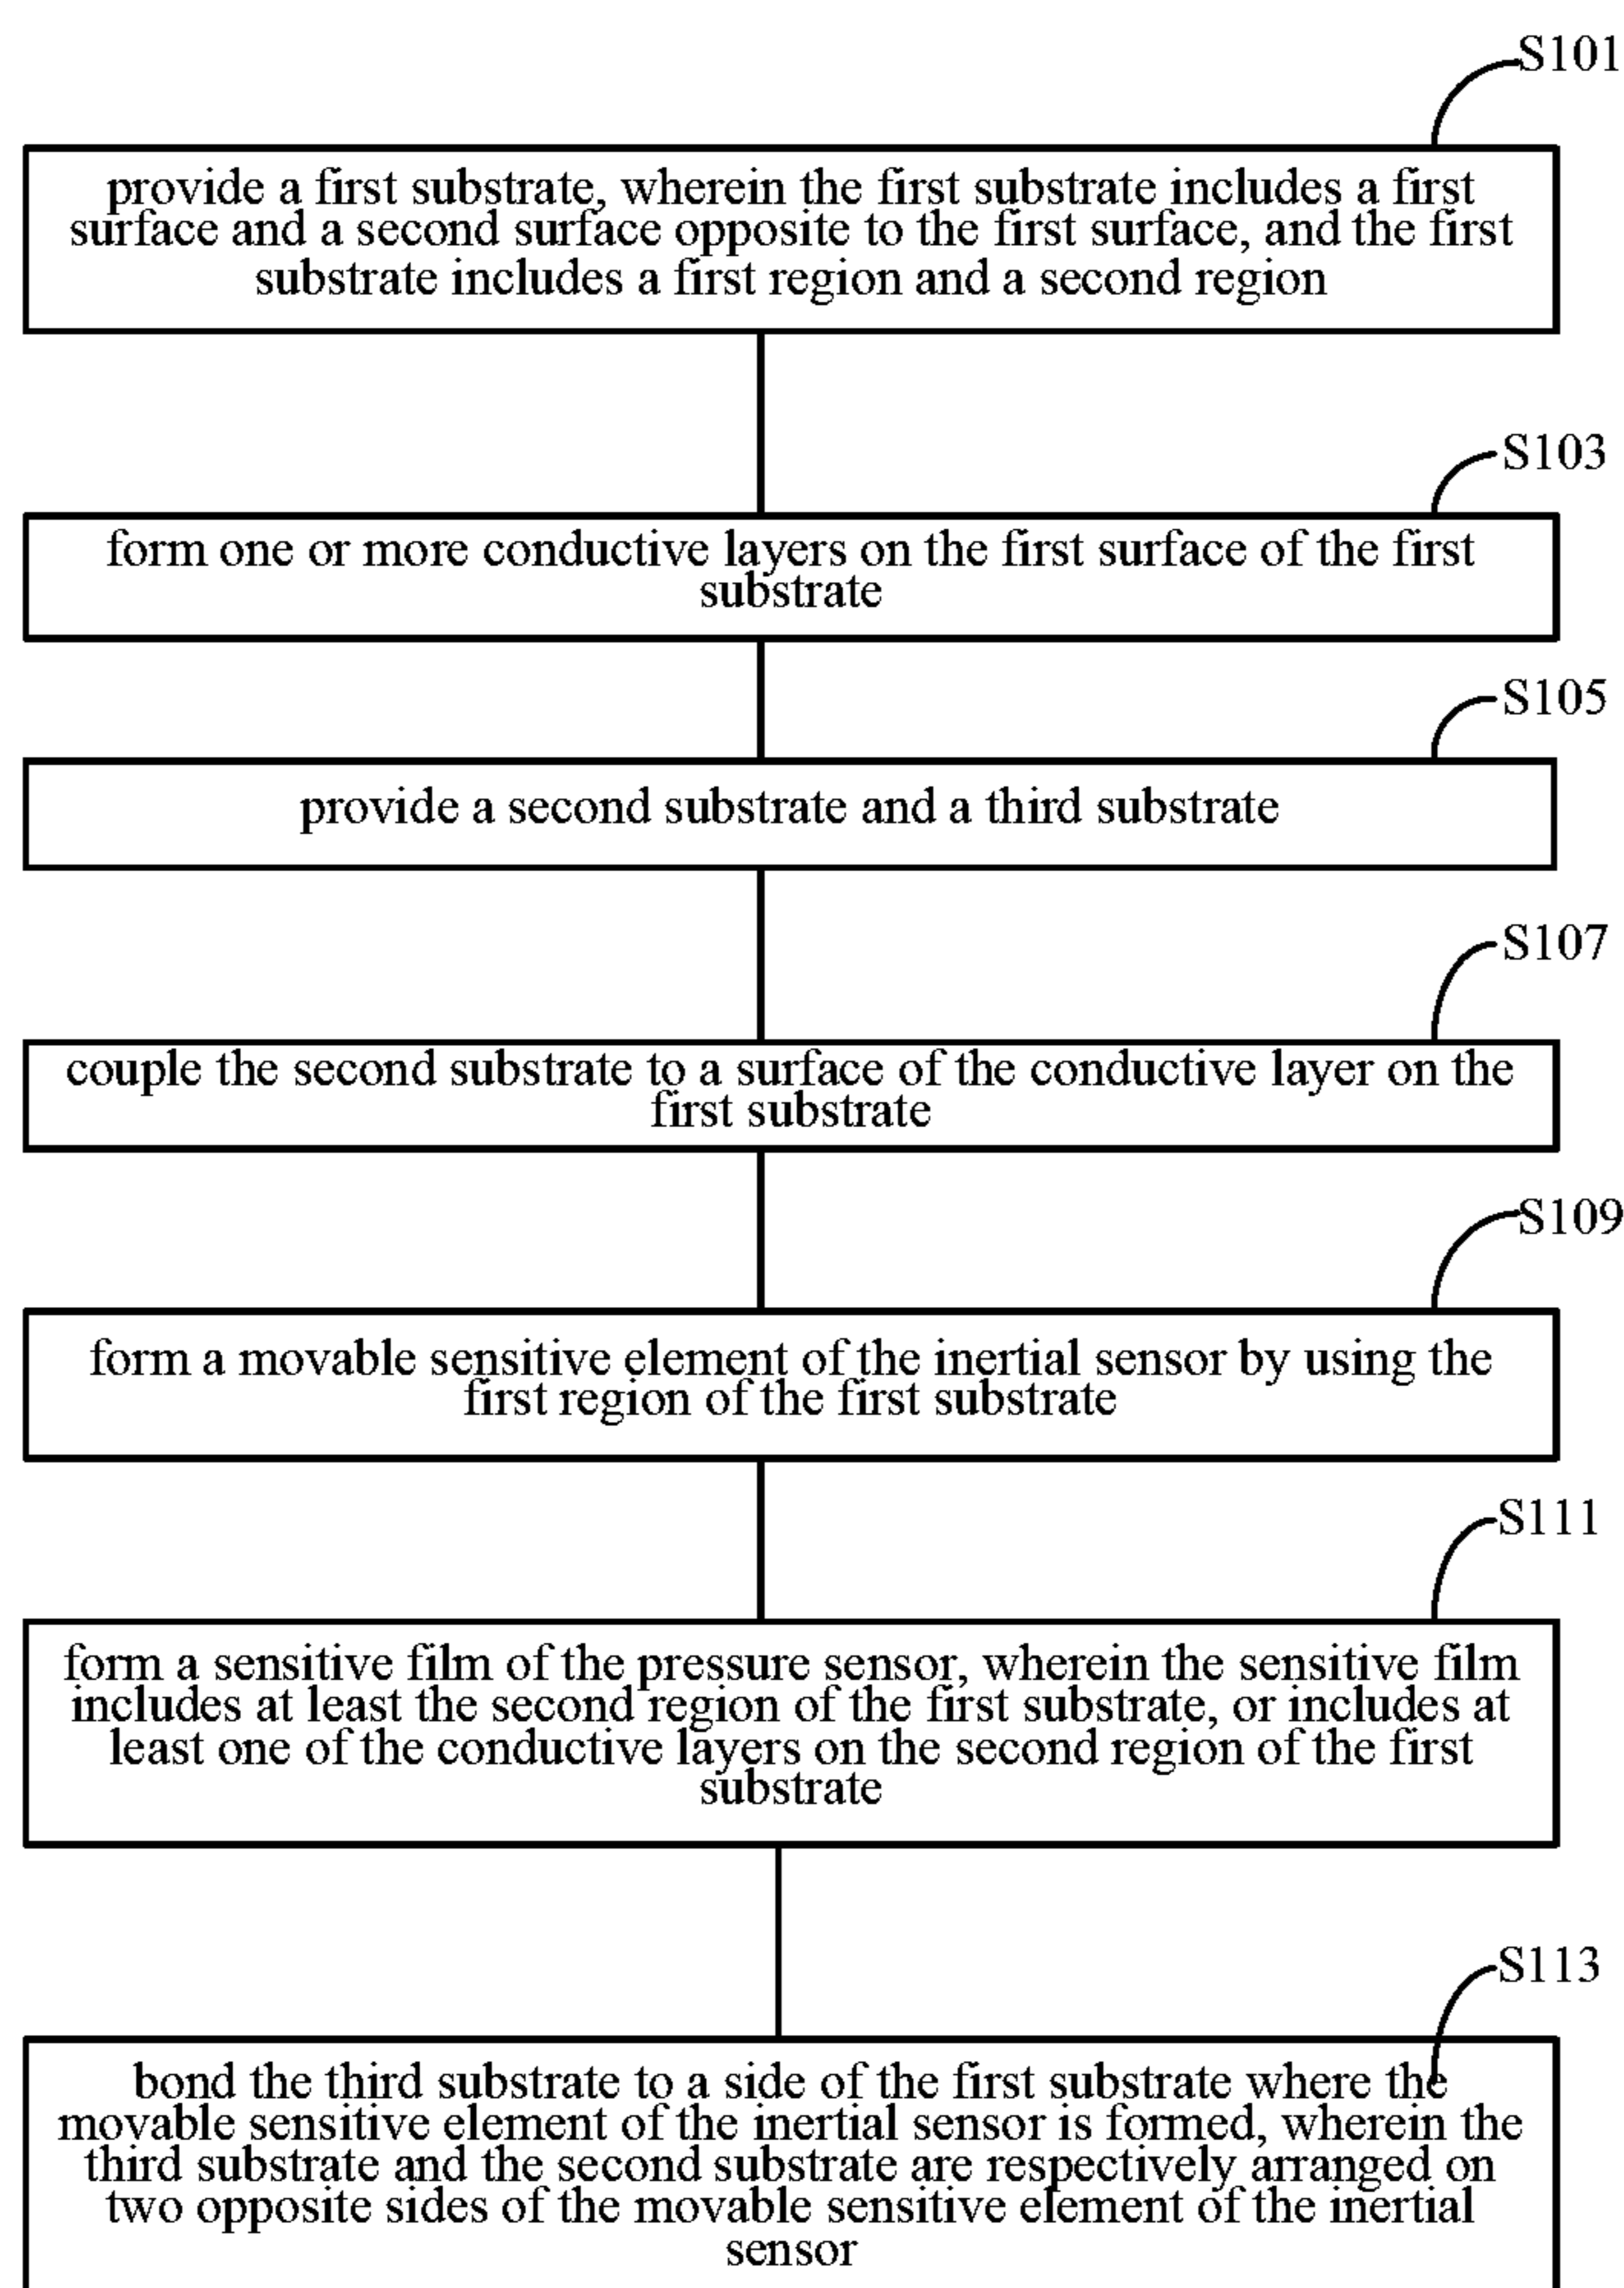 S101
provide a first substrate, wherein the first substrate includes a first
surface and a second surface opposite to the first surface, and the first
substrate includes a first region and a second region
S103
form one or more conductive layers on the first surface of the first
substrate
S105
provide a second substrate and a third substrate
S107
couple the second substrate to a surface of the conductive layer on the
first substrate
S109
form a movable sensitive element of the inertial sensor by using the
first region of the first substrate
S111
form a sensitive film of the pressure sensor, wherein the sensitive film
includes at least the second region of the first substrate, or includes at
least one of the conductive layers on the second region of the first
substrate
S113
bond the third substrate to a side of the first substrate where the
movable sensitive element of the inertial sensor is formed, wherein the
third substrate and the second substrate are respectively arranged on
two opposite sides of the movable sensitive element of the inertial
sensor